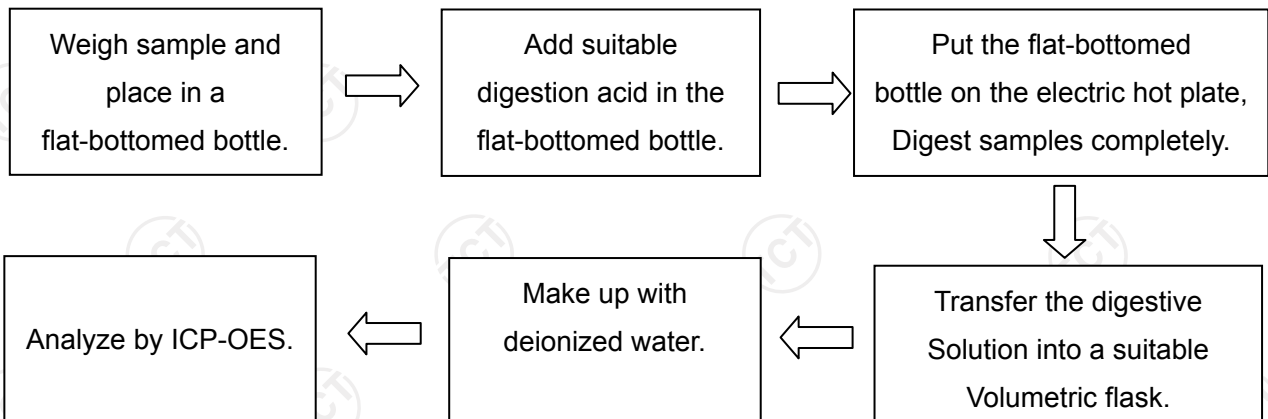 Weigh sample and
place in a
flat-bottomed bottle.
Add suitable
digestion acid in the
flat-bottomed bottle.
Put the flat-bottomed
bottle on the electric hot plate,
Digest samples completely.
Transfer the digestive
Solution into a suitable
Volumetric flask.
Make up with
deionized water.
Analyze by ICP-OES.